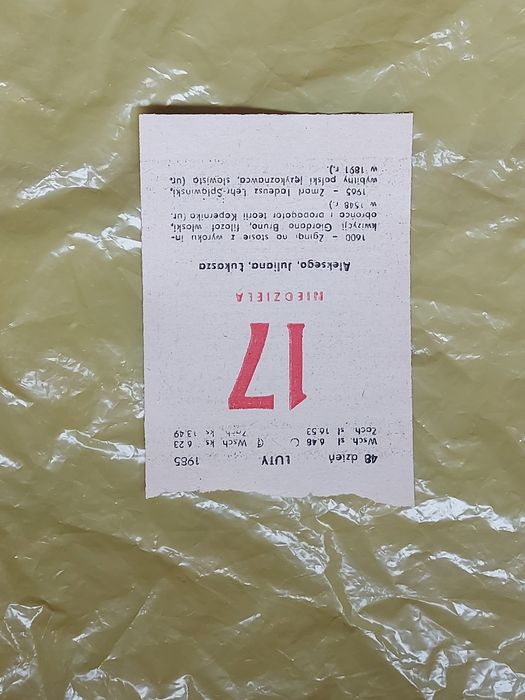 48 dzień LUTY 1985
Wsch. sł. 6.48 Wsch. ks. 6.23
Zach. sł. 16.53 Zach. ks. 13.49
17
NIEDZIELA
Aleksego, Juliana, Łukasza
1600 – Zginął na stosie z wyroku in-
kwizycji Giordano Bruno, filozof włoski,
obrońca i propagator teorii Kopernika (ur.
w 1548 r.)
1965 – Zmarł Tadeusz Lehr-Spławiński,
wybitny polski językoznawca, slawista (ur.
w 1891 r.)